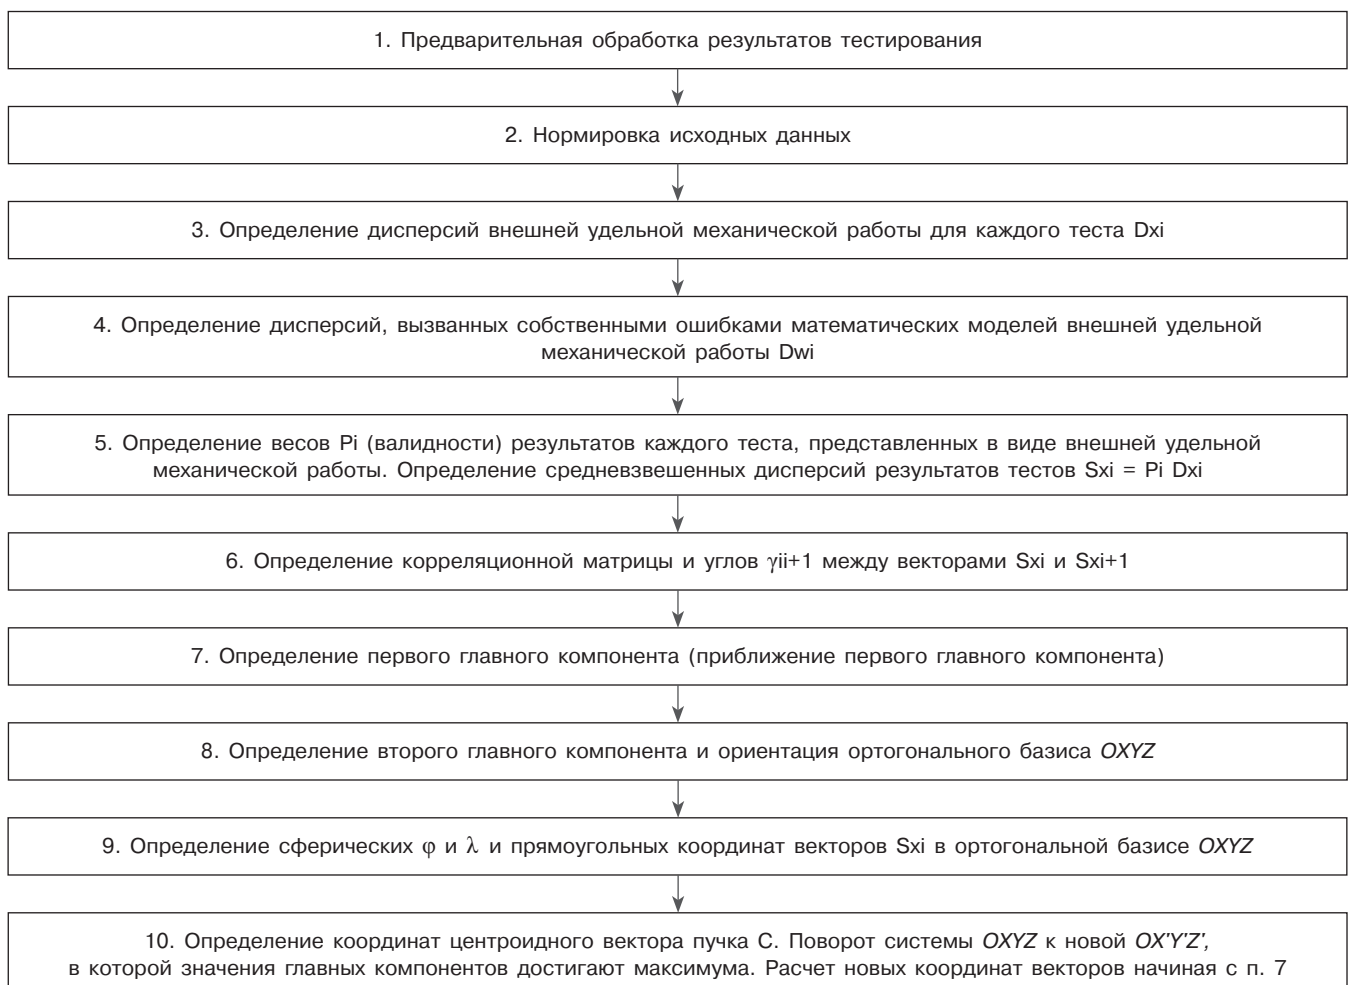 1. Предварительная обработка результатов тестирования
2. Нормировка исходных данных
3. Определение дисперсий внешней удельной механической работы для каждого теста Dxi
4. Определение дисперсий, вызванных собственными ошибками математических моделей внешней удельной
механической работы Dwi
5. Определение весов Pi (валидности) результатов каждого теста, представленных в виде внешней удельной
механической работы. Определение средневзвешенных дисперсий результатов тестов Sxi = Pi Dxi
6. Определение корреляционной матрицы и углов γii+1 между векторами Sxi и Sxi+1
7. Определение первого главного компонента (приближение первого главного компонента)
8. Определение второго главного компонента и ориентация ортогонального базиса OXYZ
9. Определение сферических φ и λ и прямоугольных координат векторов Sxi в ортогональной базисе OXYZ
10. Определение координат центроидного вектора пучка C. Поворот системы OXYZ к новой OX'Y'Z',
в которой значения главных компонентов достигают максимума. Расчет новых координат векторов начиная с п. 7